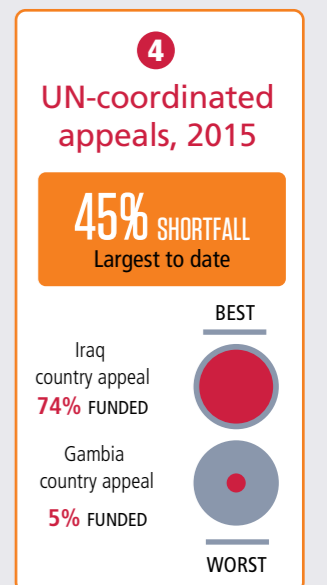 4
UN-coordinated
appeals, 2015
45% SHORTFALL
Largest to date
BEST
Iraq
country appeal
74% FUNDED
Gambia
country appeal
5% FUNDED
WORST